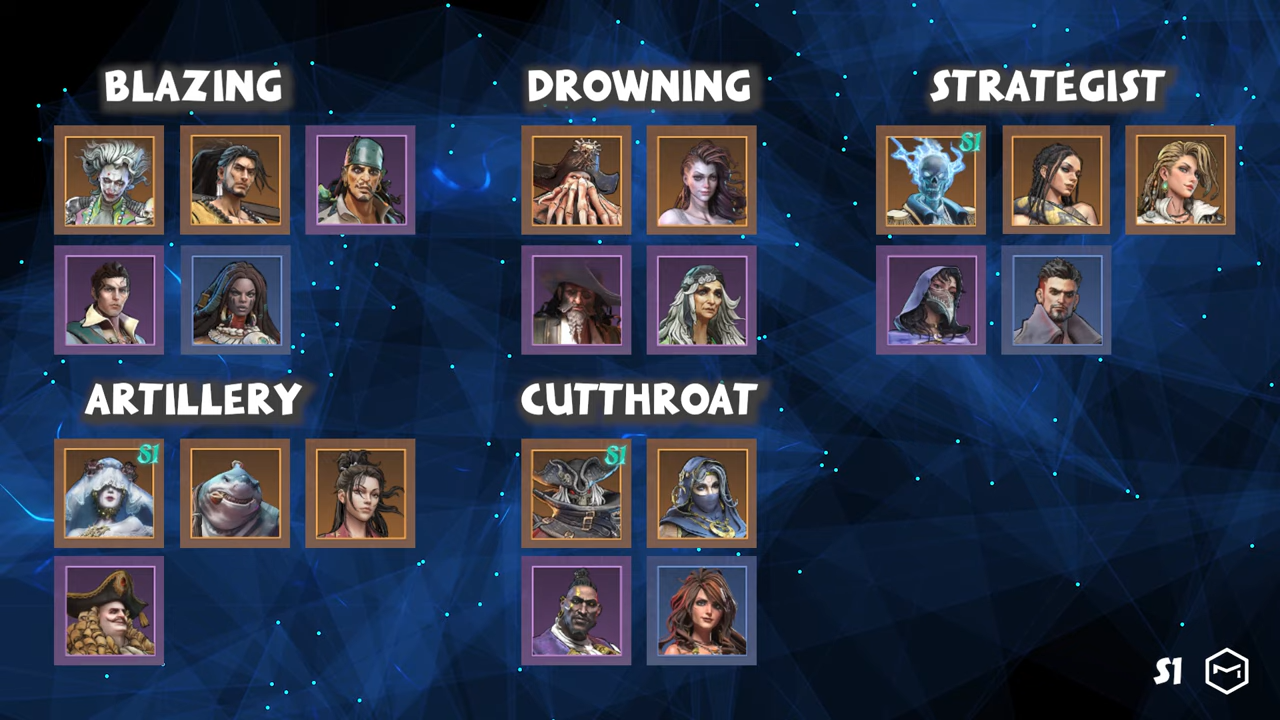 BLAZING
DROWNING
STRATEGIST
S1
ARTILLERY
CUTTHROAT
S1
S1
S1